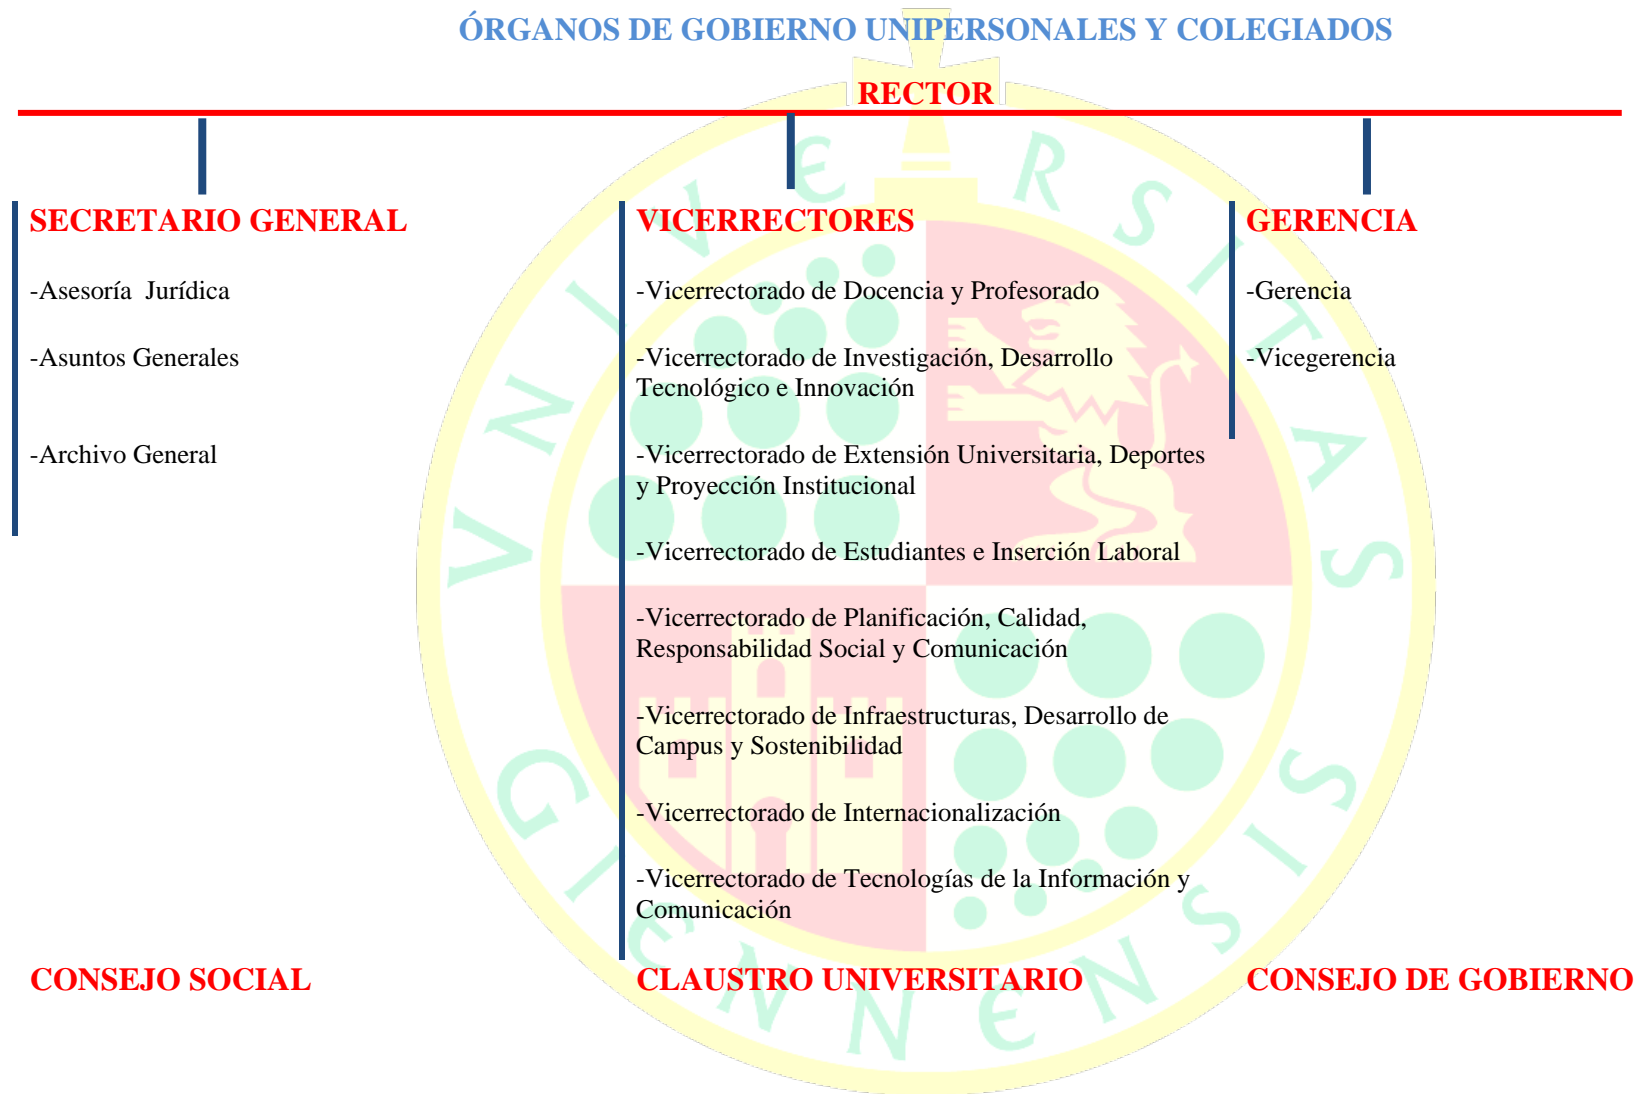 ÓRGANOS DE GOBIERNO UNIPERSONALES Y COLEGIADOS
RECTOR
SECRETARIO GENERAL
-Asesoría  Jurídica
-Asuntos Generales
-Archivo General
VICERRECTORES
-Vicerrectorado de Docencia y Profesorado
-Vicerrectorado de Investigación, Desarrollo
Tecnológico e Innovación
-Vicerrectorado de Extensión Universitaria, Deportes
y Proyección Institucional
-Vicerrectorado de Estudiantes e Inserción Laboral
-Vicerrectorado de Planificación, Calidad,
Responsabilidad Social y Comunicación
-Vicerrectorado de Infraestructuras, Desarrollo de
Campus y Sostenibilidad
-Vicerrectorado de Internacionalización
-Vicerrectorado de Tecnologías de la Información y
Comunicación
GERENCIA
-Gerencia
-Vicegerencia
CONSEJO SOCIAL
CLAUSTRO UNIVERSITARIO
CONSEJO DE GOBIERNO
VNIVERSITAS
GIENNENSIS